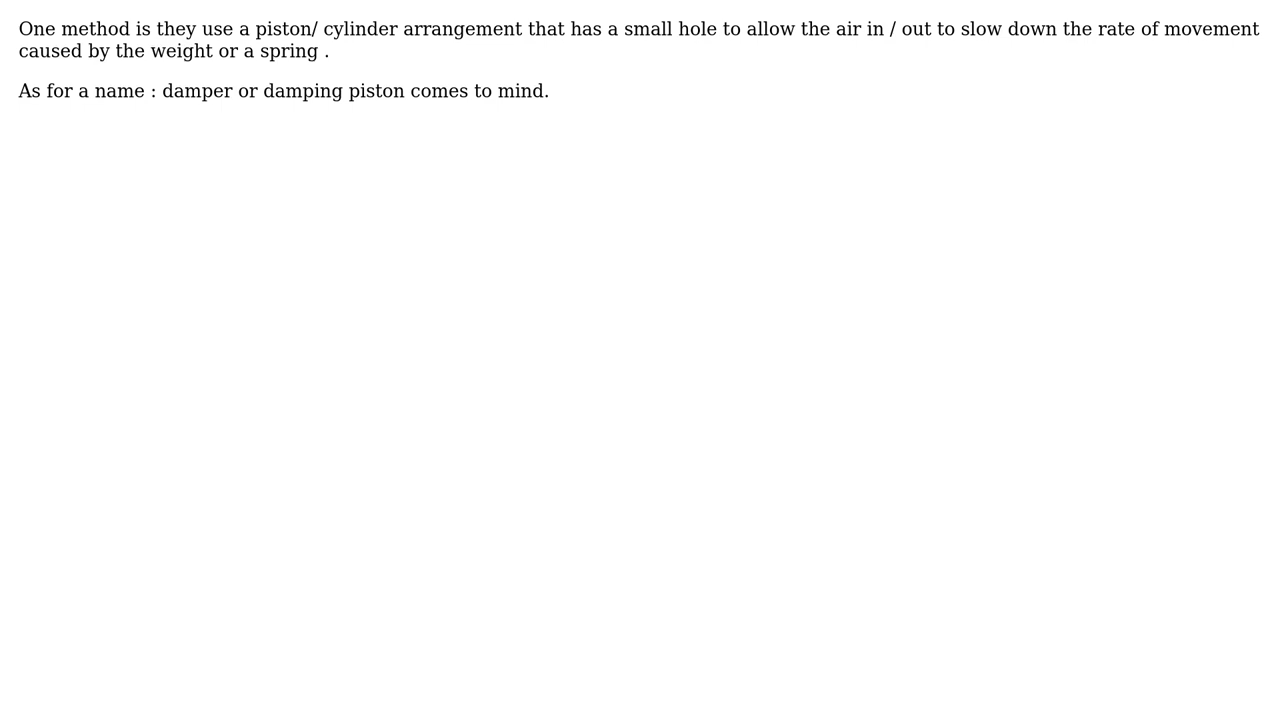 One method is they use a piston/ cylinder arrangement that has a small hole to allow the air in / out to slow down the rate of movement
caused by the weight or a spring .
As for a name : damper or damping piston comes to mind.